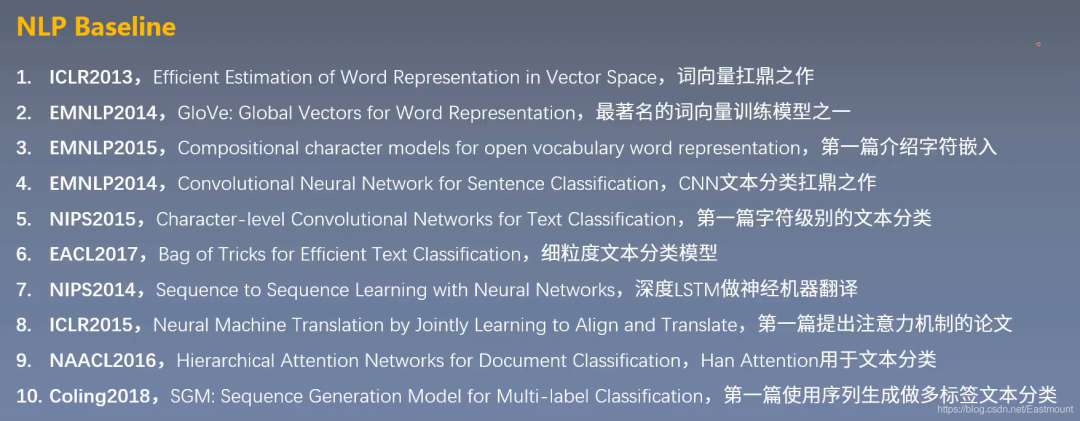 NLP Baseline
1. ICLR2013，Efficient Estimation of Word Representation in Vector Space，词向量扛鼎之作
2. EMNLP2014，GloVe: Global Vectors for Word Representation，最著名的词向量训练模型之一
3. EMNLP2015，Compositional character models for open vocabulary word representation，第一篇介绍字符嵌入
4. EMNLP2014，Convolutional Neural Network for Sentence Classification，CNN文本分类扛鼎之作
5. NIPS2015，Character-level Convolutional Networks for Text Classification，第一篇字符级别的文本分类
6. EACL2017，Bag of Tricks for Efficient Text Classification，细粒度文本分类模型
7. NIPS2014，Sequence to Sequence Learning with Neural Networks，深度LSTM做神经机器翻译
8. ICLR2015，Neural Machine Translation by Jointly Learning to Align and Translate，第一篇提出注意力机制的论文
9. NAACL2016，Hierarchical Attention Networks for Document Classification，Han Attention用于文本分类
10. Coling2018，SGM: Sequence Generation Model for Multi-label Classification，第一篇使用序列生成做多标签文本分类
https://blog.csdn.net/Eastmount